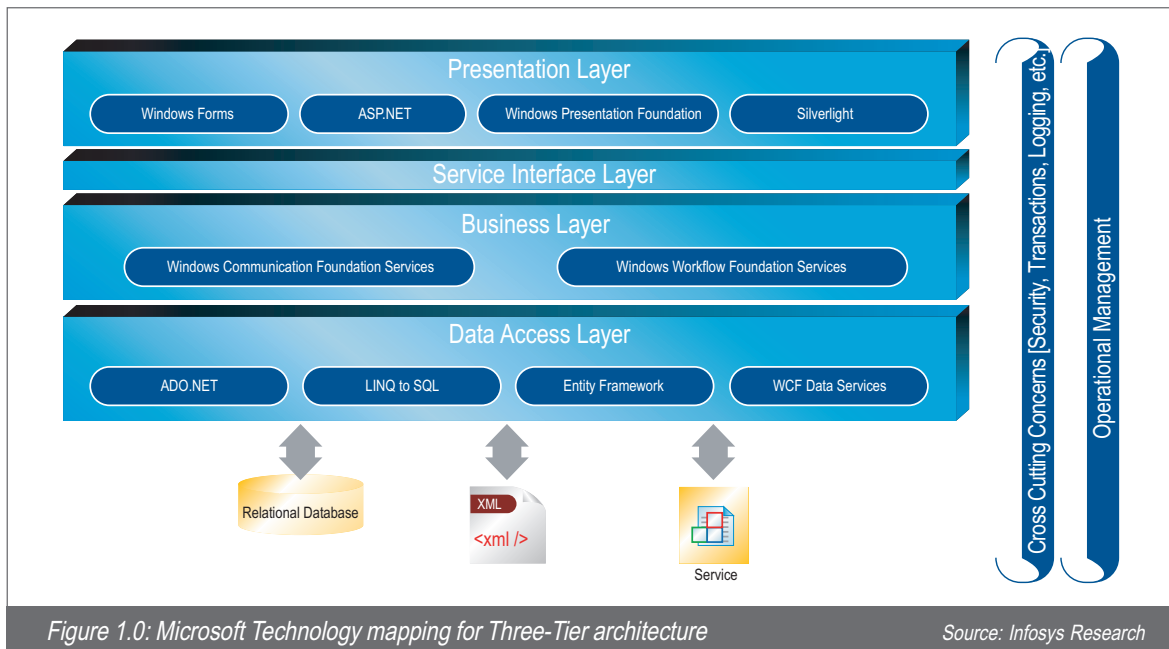 Presentation Layer
Windows Forms
ASP.NET
Windows Presentation Foundation
Silverlight
Service Interface Layer
Business Layer
Windows Communication Foundation Services
Windows Workflow Foundation Services
Data Access Layer
ADO.NET
LINQ to SQL
Entity Framework
WCF Data Services
Relational Database
XML
<xml />
Service
Cross Cutting Concerns [Security, Transactions, Logging, etc.]
Operational Management
Figure 1.0: Microsoft Technology mapping for Three-Tier architecture
Source: Infosys Research